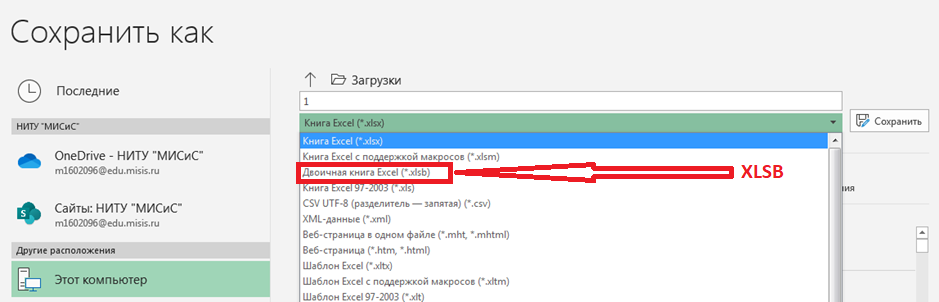 Сохранить как
Последние
НИТУ "МИСиС"
OneDrive - НИТУ "МИСиС"
m1602096@edu.misis.ru
Сайты: НИТУ "МИСиС"
m1602096@edu.misis.ru
Другие расположения
Этот компьютер
Загрузки
1
Книга Excel (*.xlsx)
Сохранить
Книга Excel (*.xlsx)
Книга Excel с поддержкой макросов (*.xlsm)
Двоичная книга Excel (*.xlsb)
XLSB
Книга Excel 97-2003 (*.xls)
CSV UTF-8 (разделитель — запятая) (*.csv)
XML-данные (*.xml)
Веб-страница в одном файле (*.mht, *.mhtml)
Веб-страница (*.htm, *.html)
Шаблон Excel (*.xltx)
Шаблон Excel с поддержкой макросов (*.xltm)
Шаблон Excel 97-2003 (*.xlt)